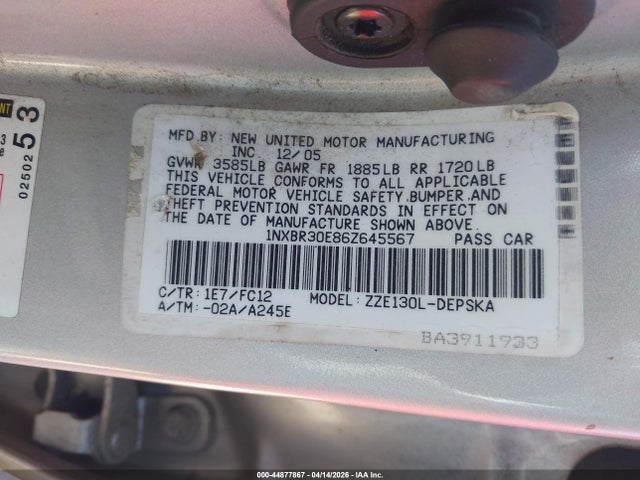 NT
3
e
53
02502
MFD.BY: NEW UNITED MOTOR MANUFACTURING
INC. 12/05
GVWR 3585LB GAWR FR 1885LB RR 1720LB
THIS VEHICLE CONFORMS TO ALL APPLICABLE
FEDERAL MOTOR VEHICLE SAFETY,BUMPER,AND
THEFT PREVENTION STANDARDS IN EFFECT ON
THE DATE OF MANUFACTURE SHOWN ABOVE.
1NXBR30E86Z645567 PASS CAR
C/TR: 1E7/FC12 MODEL: ZZE130L-DEPSKA
A/TM: -02A/A245E
BA3911933
000-44877867 - 04/14/2026 - IAA Inc.